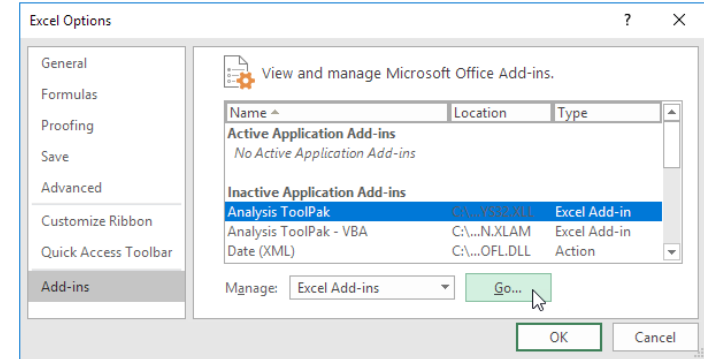 Excel Options ? ×
General
Formulas
Proofing
Save
Advanced
Customize Ribbon
Quick Access Toolbar
Add-ins
View and manage Microsoft Office Add-ins.
Name Location Type
Active Application Add-ins
No Active Application Add-ins
Inactive Application Add-ins
Analysis ToolPak C:\...YS32.XLL Excel Add-in
Analysis ToolPak - VBA C:\...N.XLAM Excel Add-in
Date (XML) C:\...OFL.DLL Action
Manage: Excel Add-ins Go...
OK Cancel